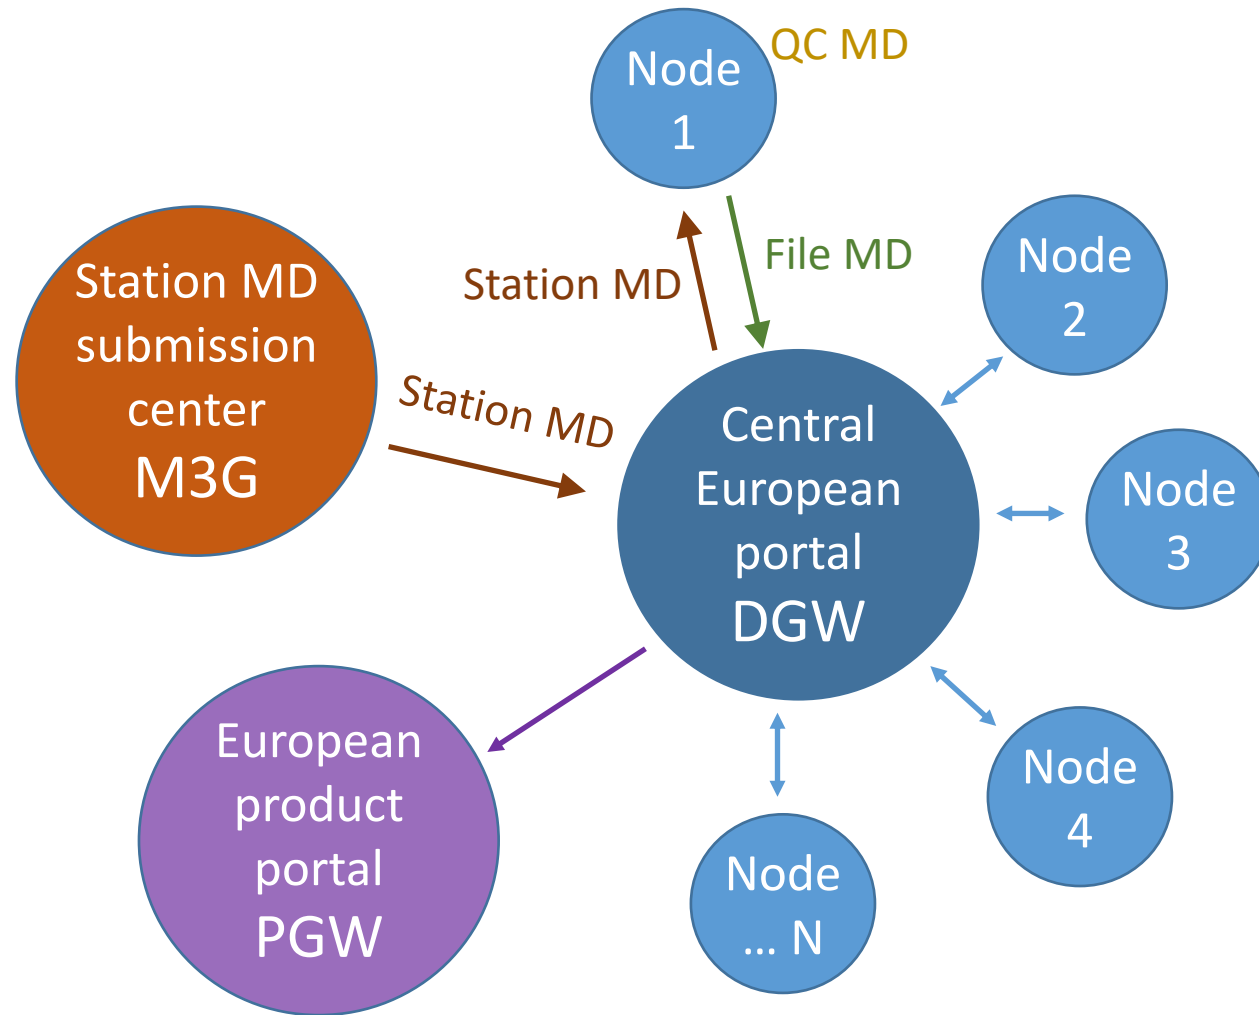 Node
1
QC MD
Station MD
File MD
Station MD
submission
center
M3G
Station MD
Central
European
portal
DGW
Node
2
Node
3
Node
4
Node
... N
European
product
portal
PGW